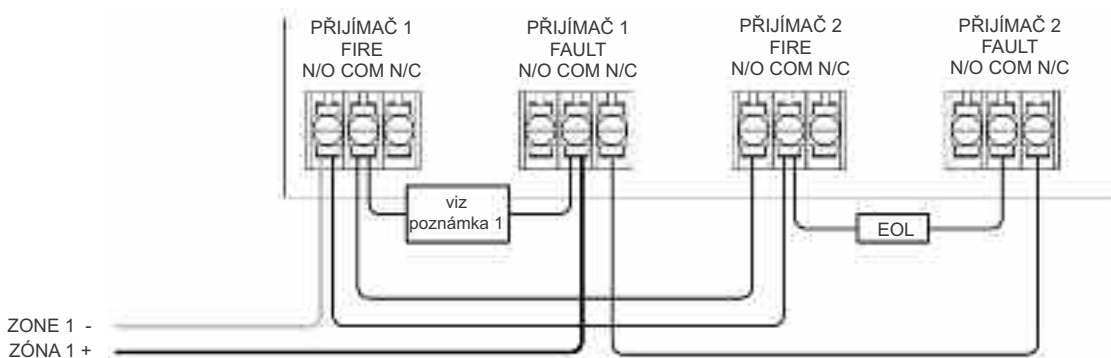 PŘIJÍMAČ 1
FIRE
N/O COM N/C
PŘIJÍMAČ 1
FAULT
N/O COM N/C
PŘIJÍMAČ 2
FIRE
N/O COM N/C
PŘIJÍMAČ 2
FAULT
N/O COM N/C
viz
poznámka 1
EOL
ZONE 1 -
ZÓNA 1 +